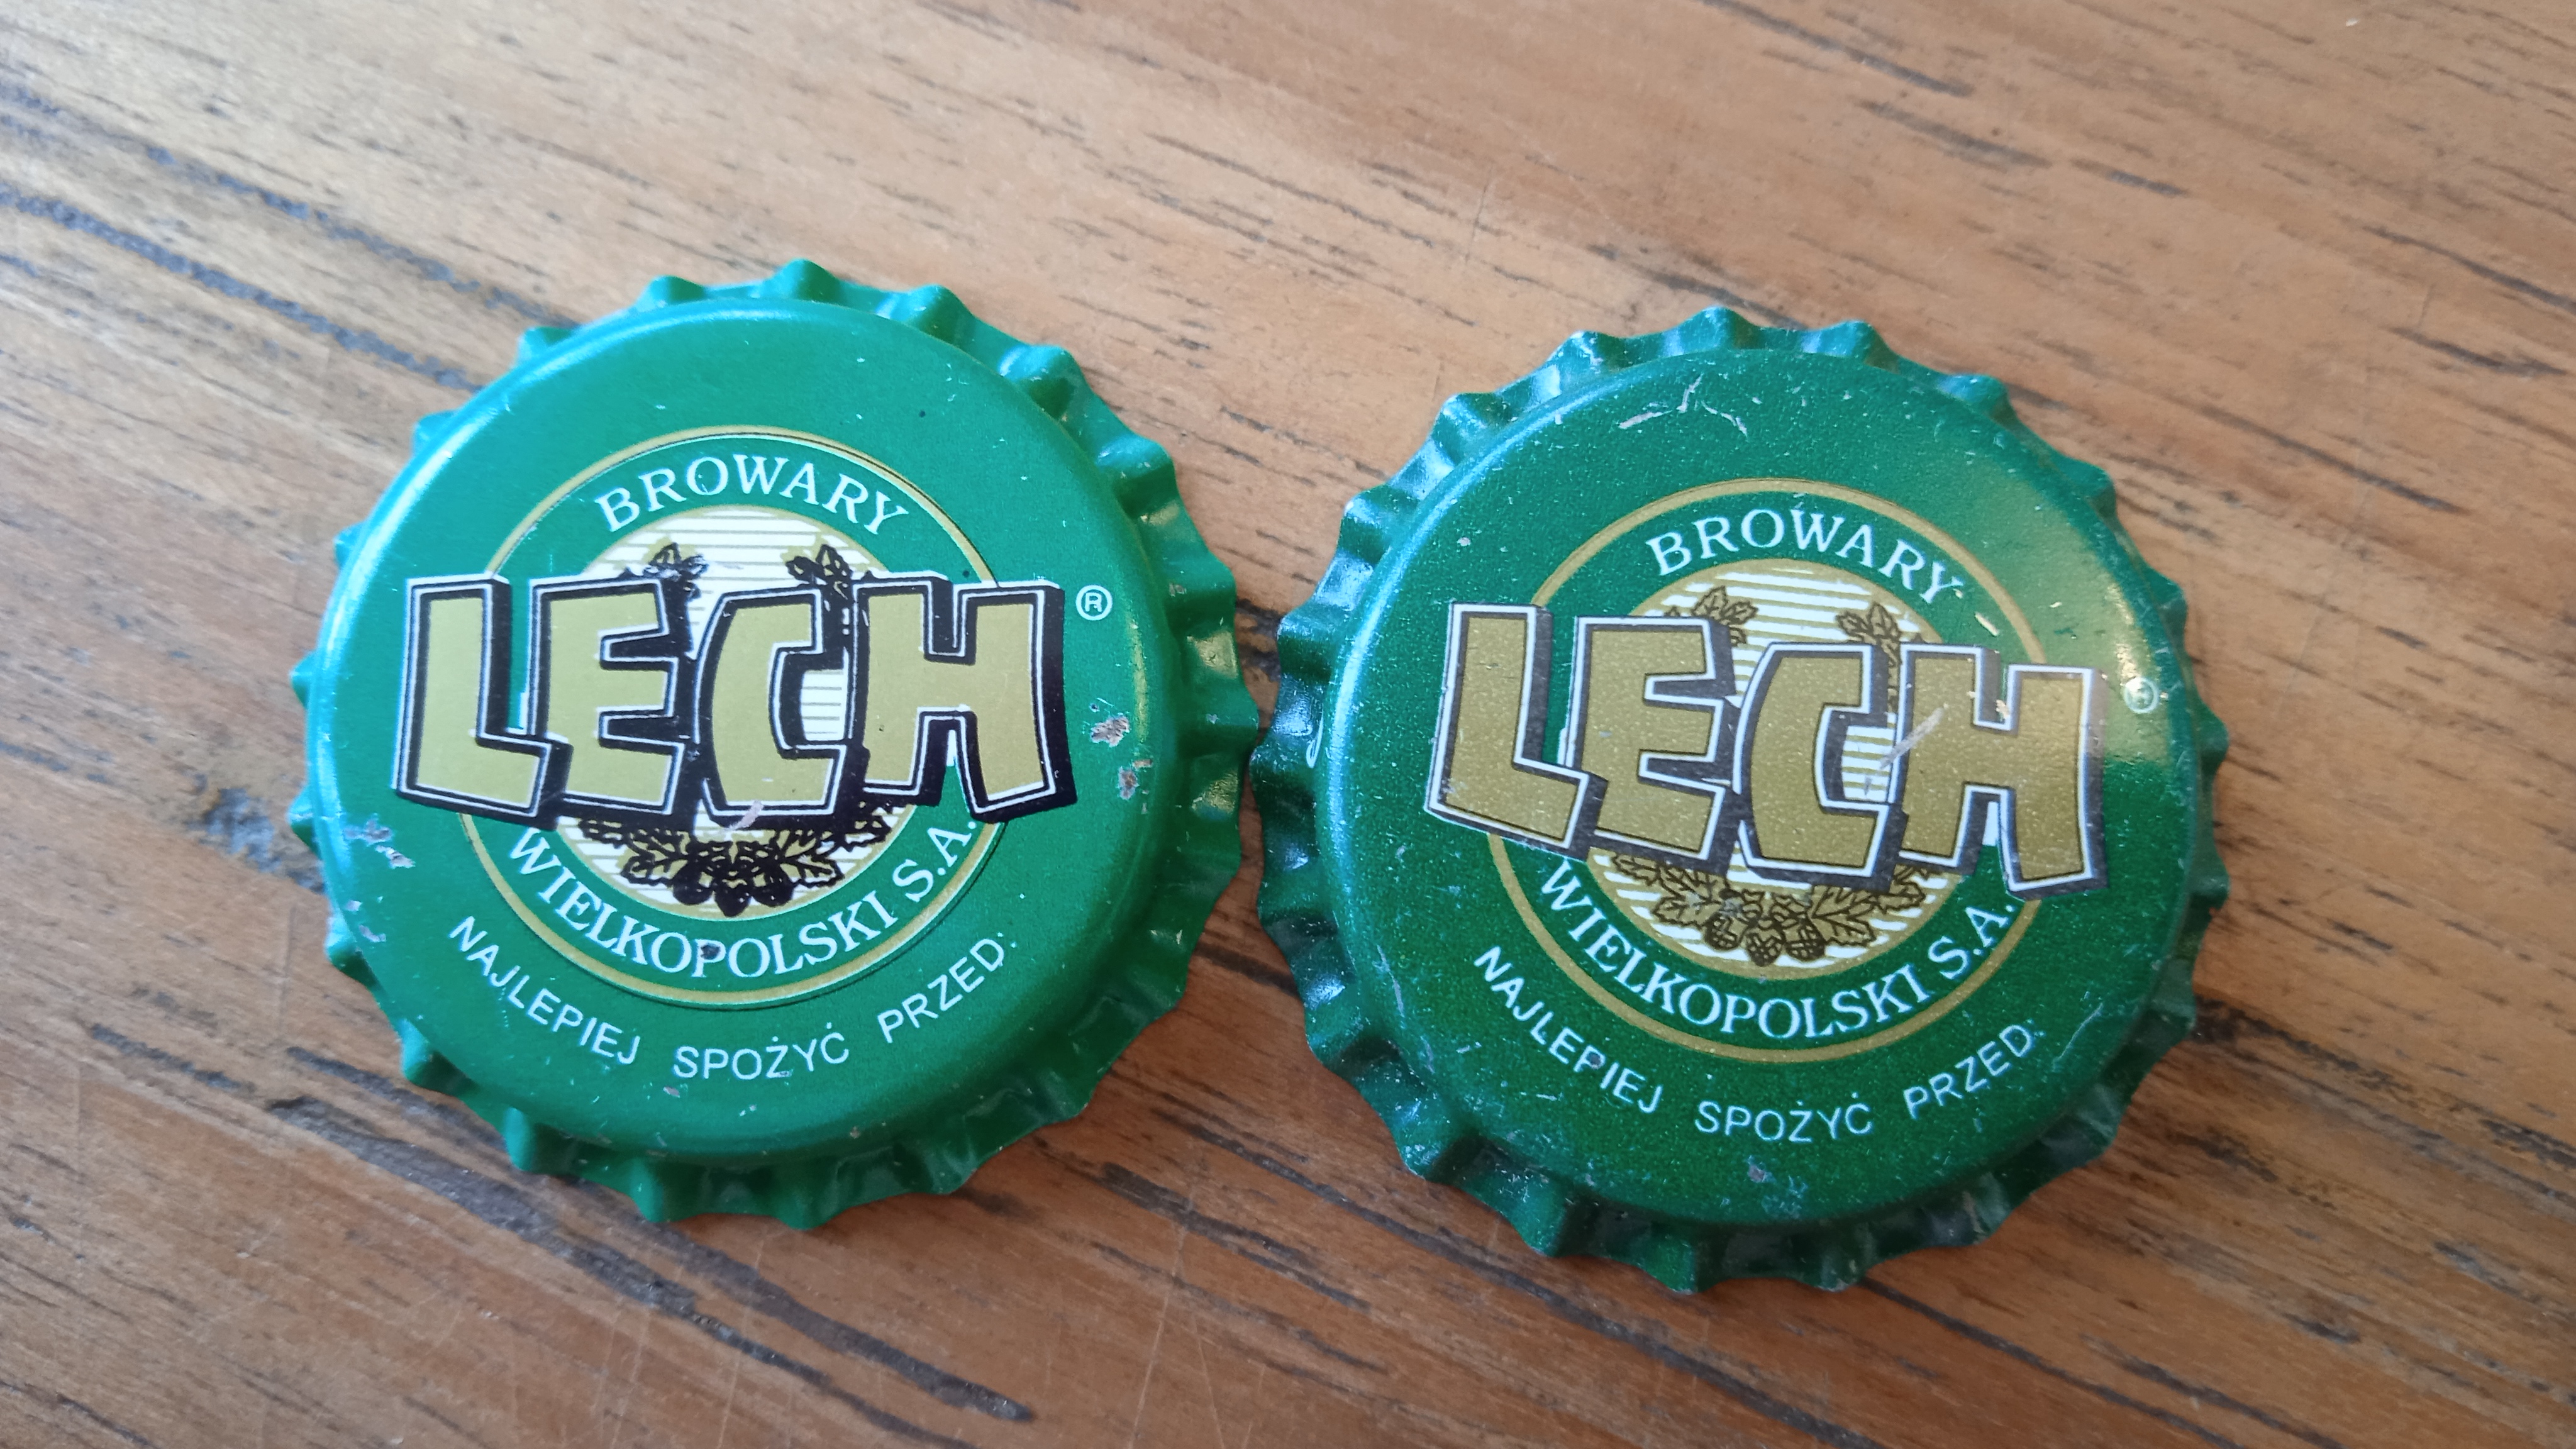 BROWARY
LECH®
WIELKOPOLSKI S.A.
NAJLEPIEJ SPOŻYĆ PRZED:
BROWARY
LECH®
WIELKOPOLSKI S.A.
NAJLEPIEJ SPOŻYĆ PRZED: